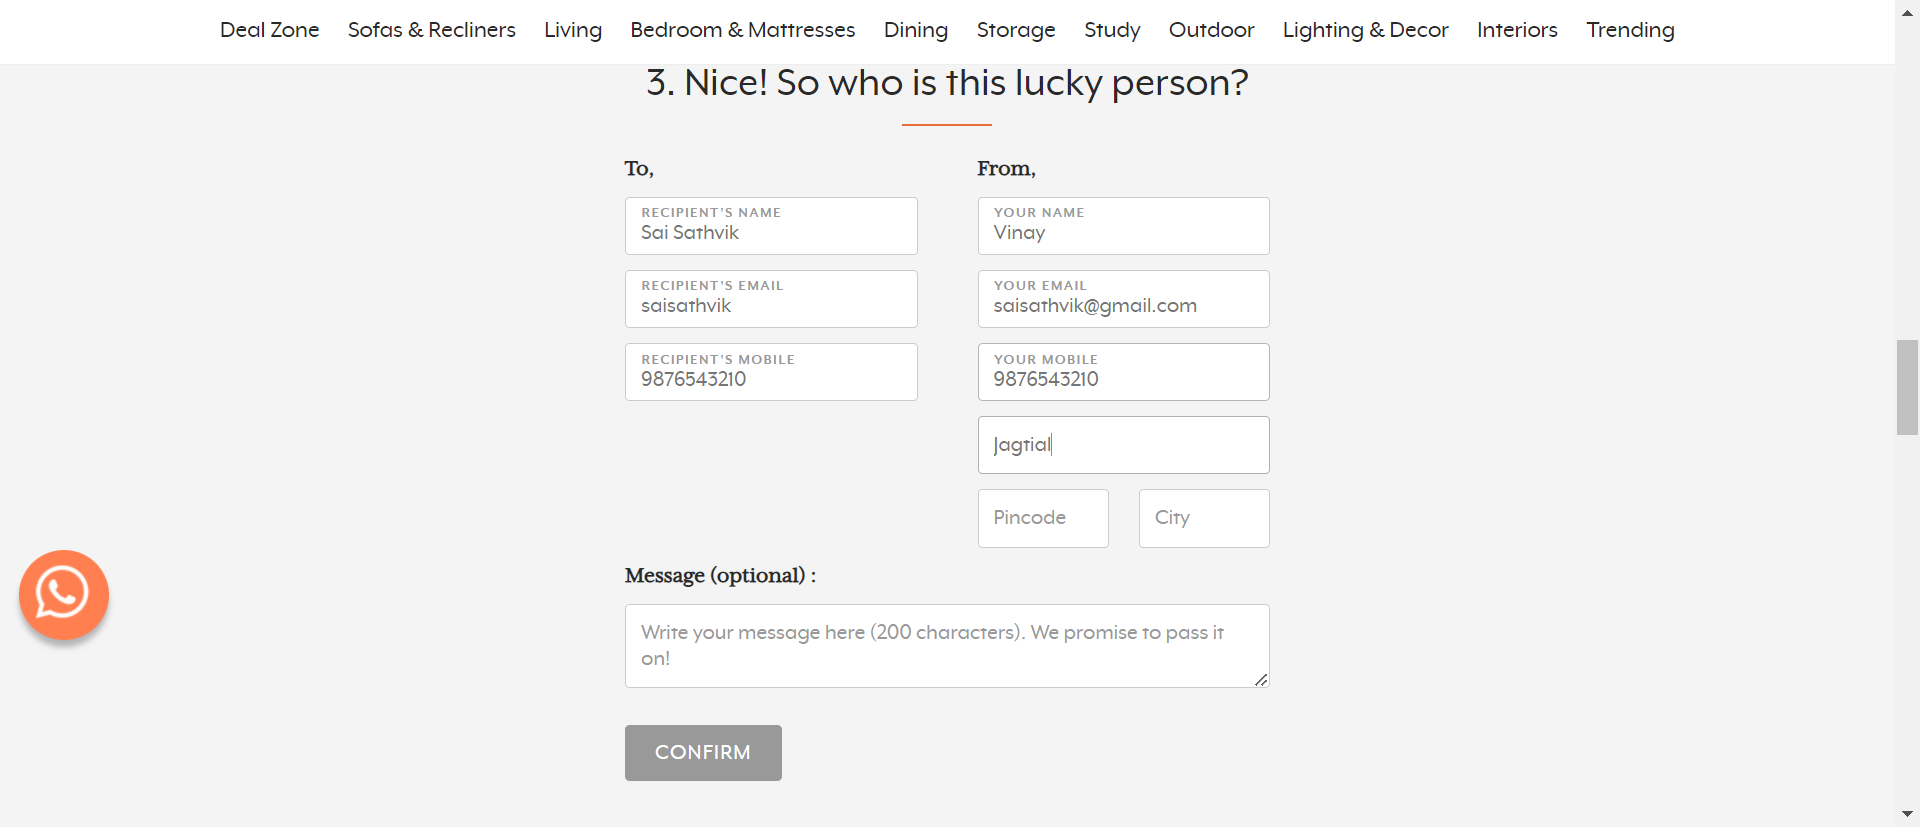 Deal Zone Sofas & Recliners Living Bedroom & Mattresses Dining Storage Study Outdoor Lighting & Decor Interiors Trending
3. Nice! So who is this lucky person?
To,
RECIPIENT'S NAME
Sai Sathvik
RECIPIENT'S EMAIL
saisathvik
RECIPIENT'S MOBILE
9876543210
From,
YOUR NAME
Vinay
YOUR EMAIL
saisathvik@gmail.com
YOUR MOBILE
9876543210
Jagtial
Pincode City
Message (optional) :
Write your message here (200 characters). We promise to pass it
on!
CONFIRM